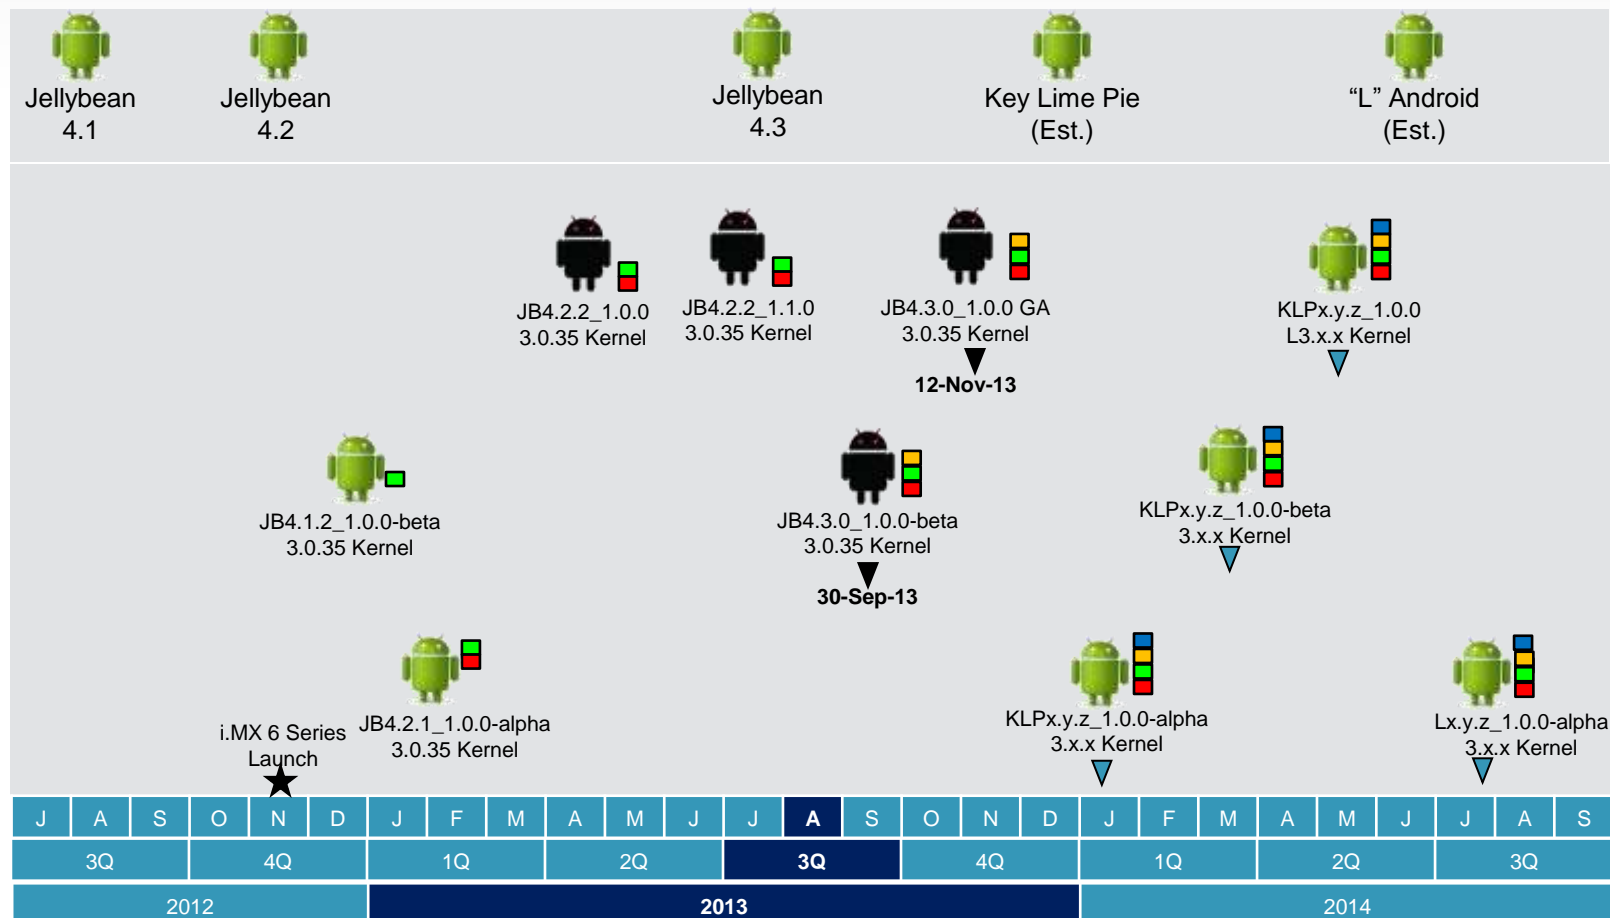 Jellybean
4.1
Jellybean
4.2
Jellybean
4.3
Key Lime Pie
(Est.)
“L” Android
(Est.)
JB4.2.2_1.0.0
3.0.35 Kernel
JB4.2.2_1.1.0
3.0.35 Kernel
JB4.3.0_1.0.0 GA
3.0.35 Kernel
12-Nov-13
KLPx.y.z_1.0.0
L3.x.x Kernel
JB4.1.2_1.0.0-beta
3.0.35 Kernel
JB4.3.0_1.0.0-beta
3.0.35 Kernel
30-Sep-13
KLPx.y.z_1.0.0-beta
3.x.x Kernel
i.MX 6 Series
Launch
JB4.2.1_1.0.0-alpha
3.0.35 Kernel
KLPx.y.z_1.0.0-alpha
3.x.x Kernel
Lx.y.z_1.0.0-alpha
3.x.x Kernel
J A S O N D J F M A M J J A S O N D J F M A M J J A S
3Q 4Q 1Q 2Q 3Q 4Q 1Q 2Q 3Q
2012 2013 2014